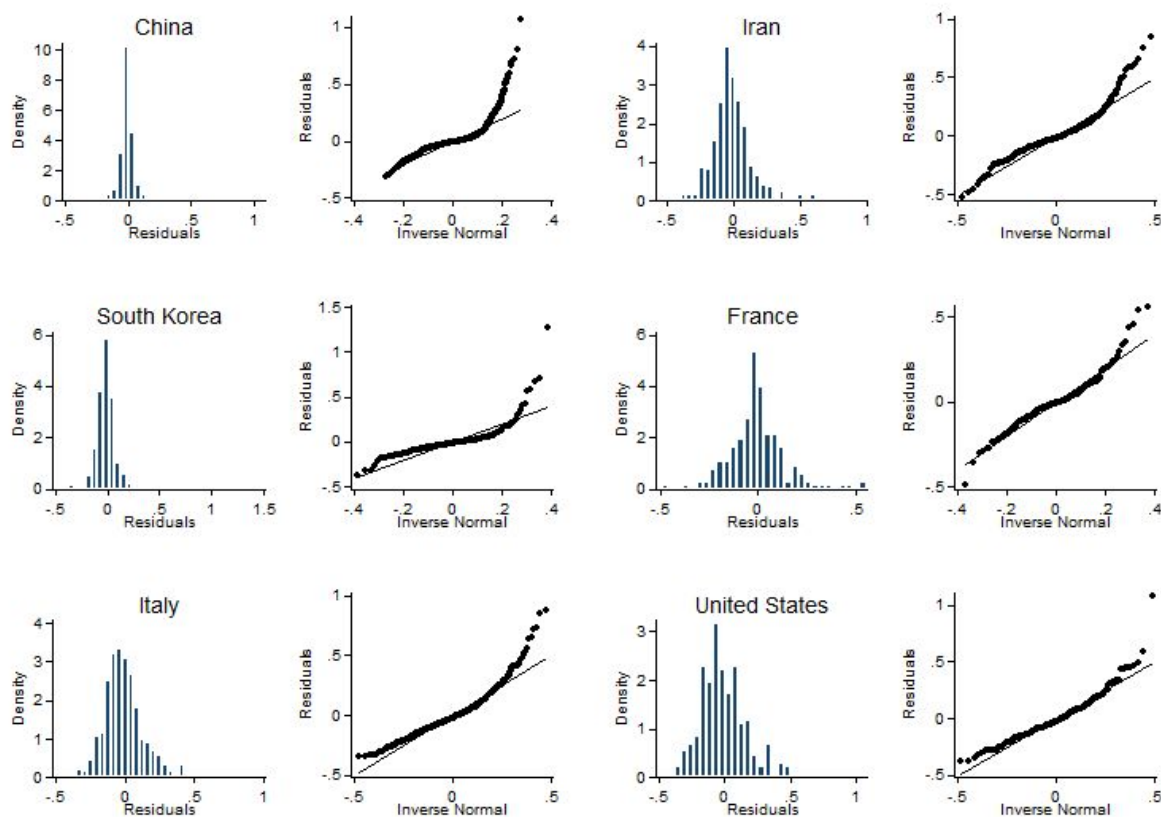 China
Density
10
8
6
4
2
0
-.5 0 .5 1
Residuals
Residuals
1
.5
0
-.5
-.4 -.2 0 .2 .4
Inverse Normal
Iran
Density
4
3
2
1
0
-.5 0 .5 1
Residuals
Residuals
1
.5
0
-.5
-.5 0 .5
Inverse Normal
South Korea
Density
6
4
2
0
-.5 0 .5 1 1.5
Residuals
Residuals
1.5
1
.5
0
-.5
-.4 -.2 0 .2 .4
Inverse Normal
France
Density
6
4
2
0
-.5 0 .5
Residuals
Residuals
.5
0
-.5
-.4 -.2 0 .2 .4
Inverse Normal
Italy
Density
4
3
2
1
0
-.5 0 .5 1
Residuals
Residuals
1
.5
0
-.5
-.5 0 .5
Inverse Normal
United States
Density
3
2
1
0
-.5 0 .5 1
Residuals
Residuals
1
.5
0
-.5
-.5 0 .5
Inverse Normal